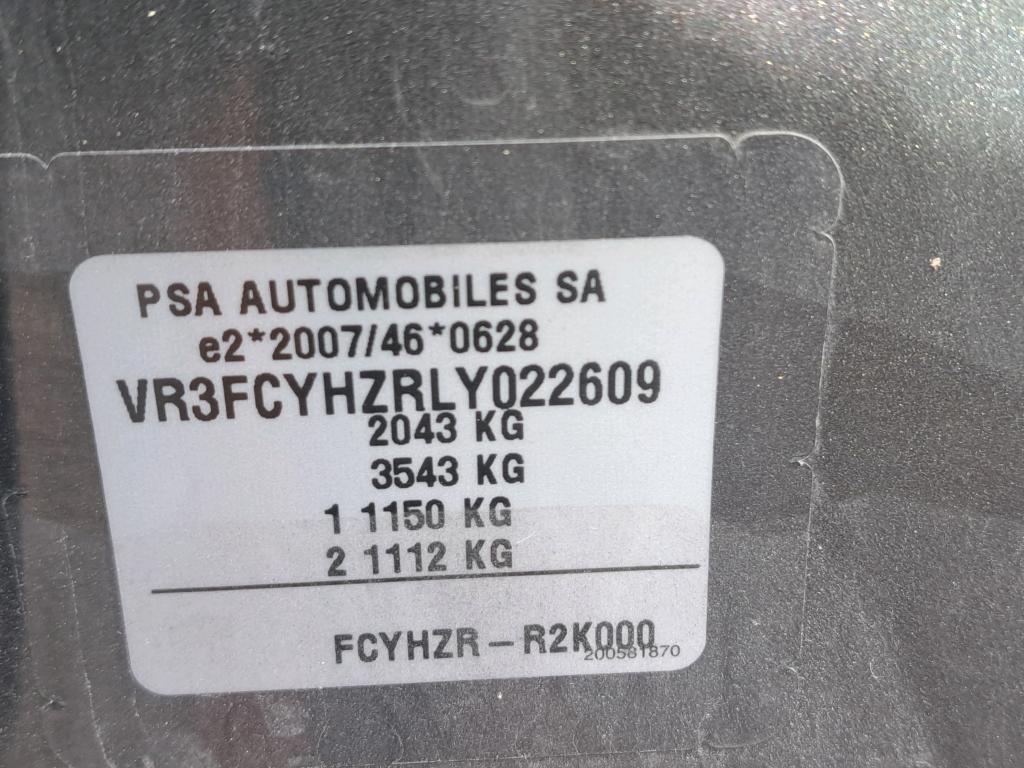 PSA AUTOMOBiLES SA
e2*2007/46*0628
VR3FCYHZRLY022609
2043 KG
3543 KG
1 1150 KG
2 1112 KG
FCYHZR – R2K000
200581870